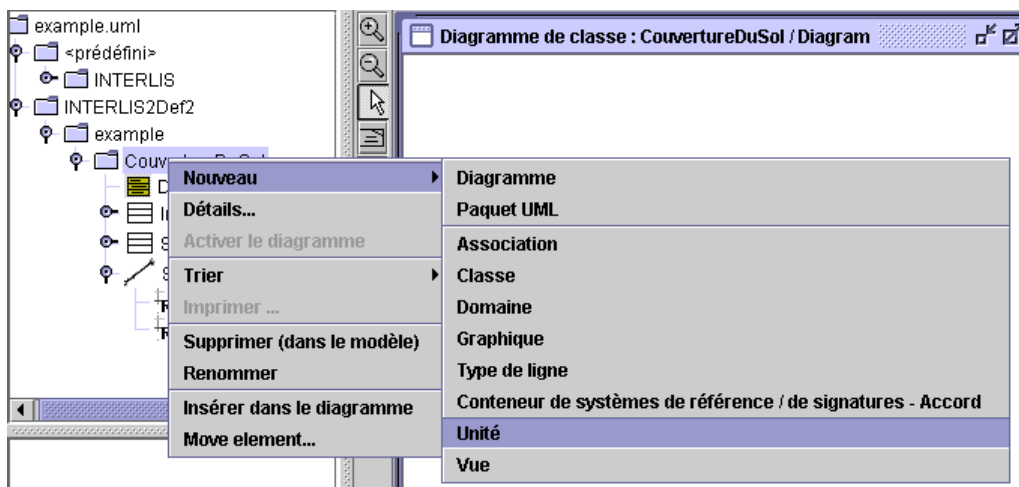 example.uml
<prédéfini>
INTERLIS
INTERLIS2Def2
example
Diagramme de classe : CouvertureDuSol / Diagram
Nouveau
Détails...
Activer le diagramme
Trier
Imprimer ...
Supprimer (dans le modèle)
Renommer
Insérer dans le diagramme
Move element...
Diagramme
Paquet UML
Association
Classe
Domaine
Graphique
Type de ligne
Conteneur de systèmes de référence / de signatures - Accord
Unité
Vue